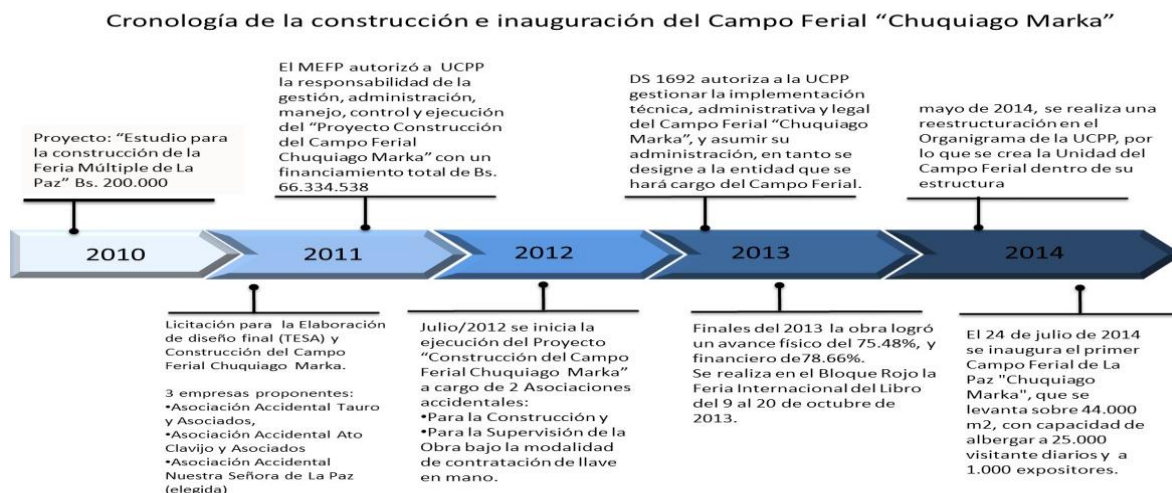 Cronología de la construcción e inauguración del Campo Ferial “Chuquiago Marka”
Proyecto: “Estudio para
la construcción de la
Feria Múltiple de La
Paz” Bs. 200.000
El MEFP autorizó a UCPP
la responsabilidad de la
gestión, administración,
manejo, control y ejecución
del “Proyecto Construcción
del Campo Ferial
Chuquiago Marka” con un
financiamiento total de Bs.
66.334.538
DS 1692 autoriza a la UCPP
gestionar la implementación
técnica, administrativa y legal
del Campo Ferial “Chuquiago
Marka”, y asumir su
administración, en tanto se
designe a la entidad que se
hará cargo del Campo Ferial.
mayo de 2014, se realiza una
reestructuración en el
Organigrama de la UCPP, por
lo que se crea la Unidad del
Campo Ferial dentro de su
estructura
2010
2011
2012
2013
2014
Licitación para la Elaboración
de diseño final (TESA) y
Construcción del Campo
Ferial Chuquiago Marka.
3 empresas proponentes:
•Asociación Accidental Tauro
y Asociados,
•Asociación Accidental Ato
Clavijo y Asociados
•Asociación Accidental
Nuestra Señora de La Paz
(elegida)
Julio/2012 se inicia la
ejecución del Proyecto
“Construcción del Campo
Ferial Chuquiago Marka”
a cargo de 2 Asociaciones
accidentales:
•Para la Construcción y
•Para la Supervisión de la
Obra bajo la modalidad
de contratación de llave
en mano.
Finales del 2013 la obra logró
un avance físico del 75.48%, y
financiero de78.66%.
Se realiza en el Bloque Rojo la
Feria Internacional del Libro
del 9 al 20 de octubre de
2013.
El 24 de julio de 2014
se inaugura el primer
Campo Ferial de La
Paz "Chuquiago
Marka", que se
levanta sobre 44.000
m2, con capacidad de
albergar a 25.000
visitante diarios y a
1.000 expositores.